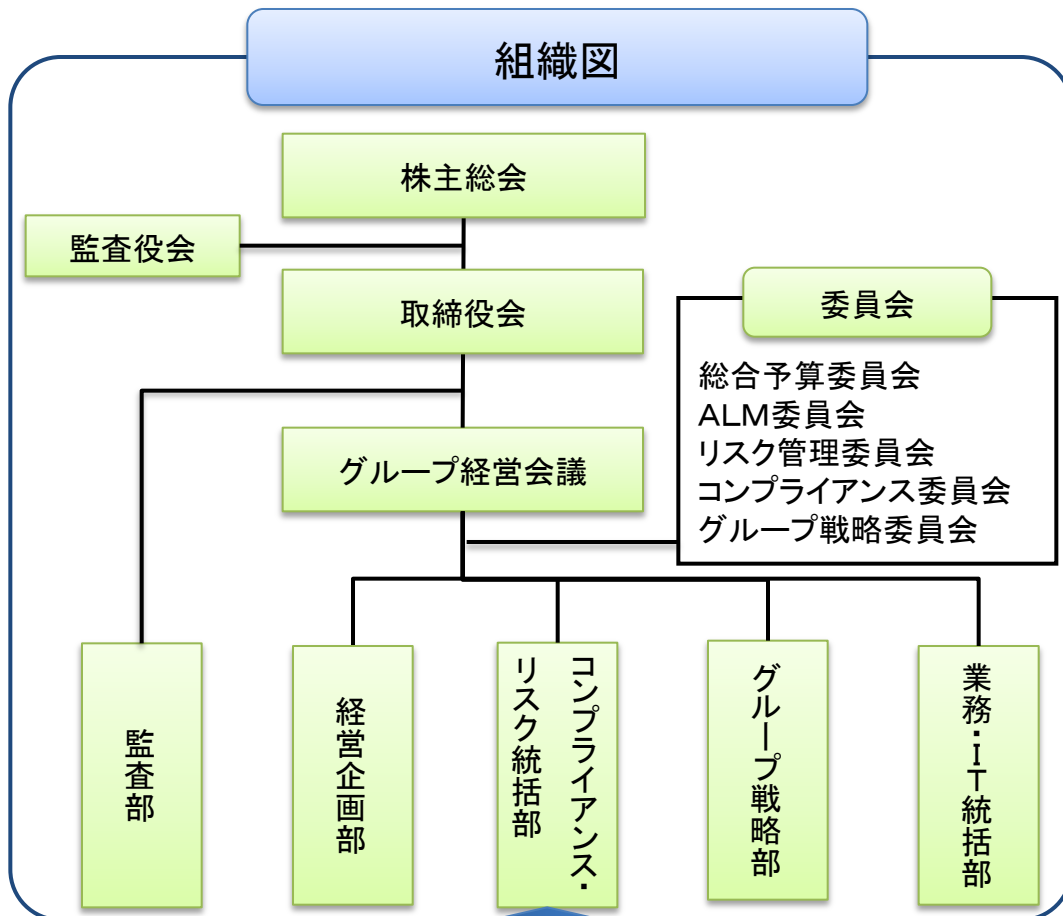 組織図
株主総会
監査役会
取締役会
委員会
総合予算委員会
ALM委員会
リスク管理委員会
コンプライアンス委員会
グループ戦略委員会
グループ経営会議
監査部
経営企画部
コンプライアンス・
リスク統括部
グループ戦略部
業務・IT統括部